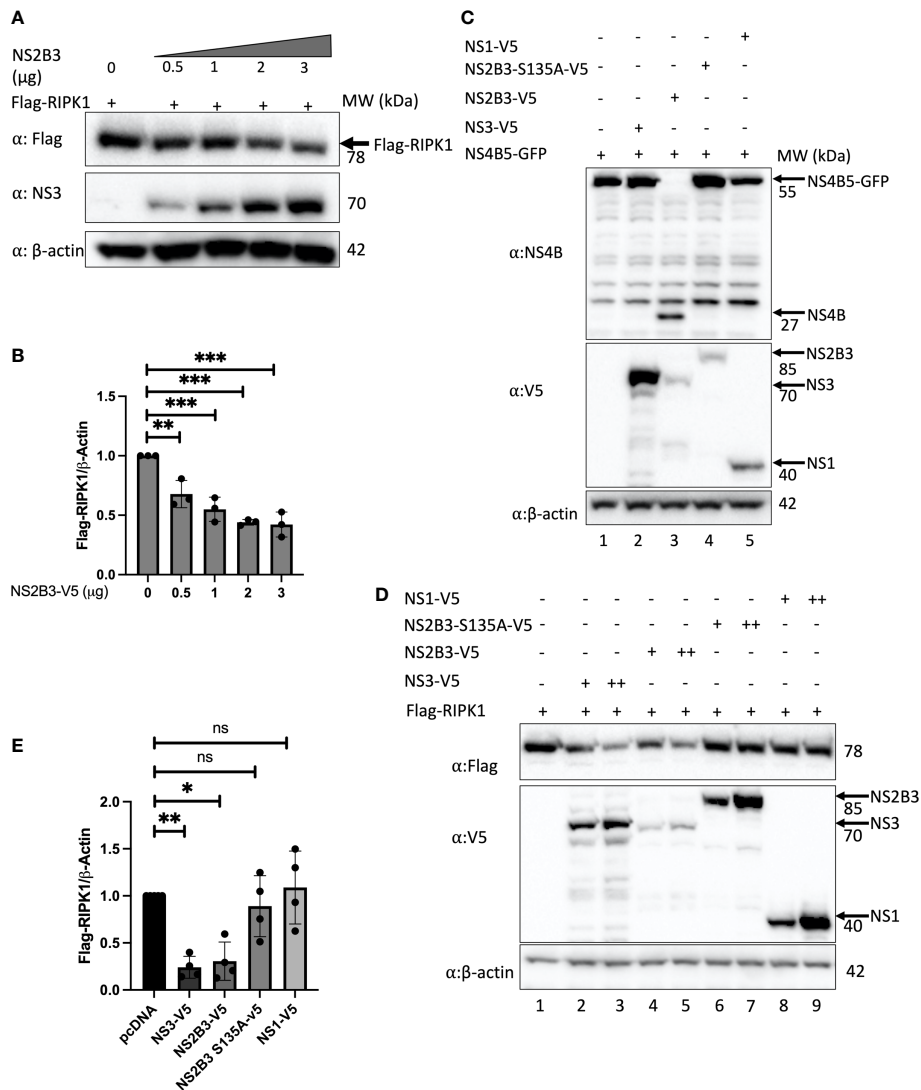 A
NS2B3
(μg)
0 0.5 1 2 3
Flag-RIPK1 + + + + + MW (kDa)
α: Flag
Flag-RIPK1
78
α: NS3
70
α: β-actin
42
B
***
***
***
**
1.5
1.0
0.5
0.0
Flag-RIPK1/β-Actin
NS2B3-V5 (μg) 0 0.5 1 2 3
C
NS1-V5 - - - - +
NS2B3-S135A-V5 - - - + -
NS2B3-V5 - - + - -
NS3-V5 - + - - -
NS4B5-GFP + + + + + MW (kDa)
NS4B5-GFP
55
α:NS4B
NS4B
27
NS2B3
85
α:V5
NS3
70
NS1
40
α:β-actin
42
1 2 3 4 5
D
NS1-V5 - - - - - - - + ++
NS2B3-S135A-V5 - - - - - + ++ - -
NS2B3-V5 - - - + ++ - - - -
NS3-V5 - + ++ - - - - - -
Flag-RIPK1 + + + + + + + + +
α:Flag
78
NS2B3
85
α:V5
NS3
70
NS1
40
α:β-actin
42
1 2 3 4 5 6 7 8 9
E
ns
ns
*
**
2.0
1.5
1.0
0.5
0.0
Flag-RIPK1/β-Actin
pcDNA
NS3-V5
NS2B3-V5
NS2B3 S135A-v5
NS1-V5